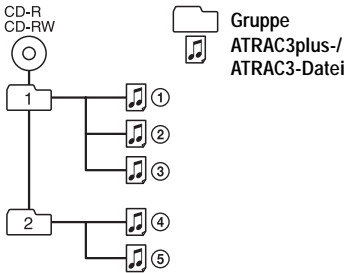 CD-R
CD-RW
Gruppe
ATRAC3plus-/
ATRAC3-Datei
1
①
②
③
2
④
⑤